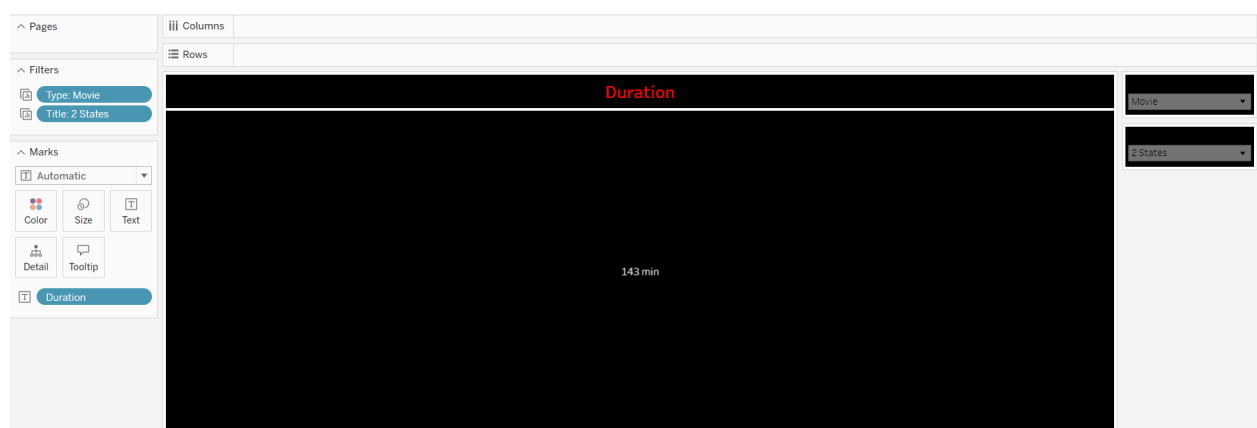 Pages
Filters
Type: Movie
Title: 2 States
Marks
Automatic
Color
Size
Text
Detail
Tooltip
Duration
Columns
Rows
Duration
143 min
Movie
2 States